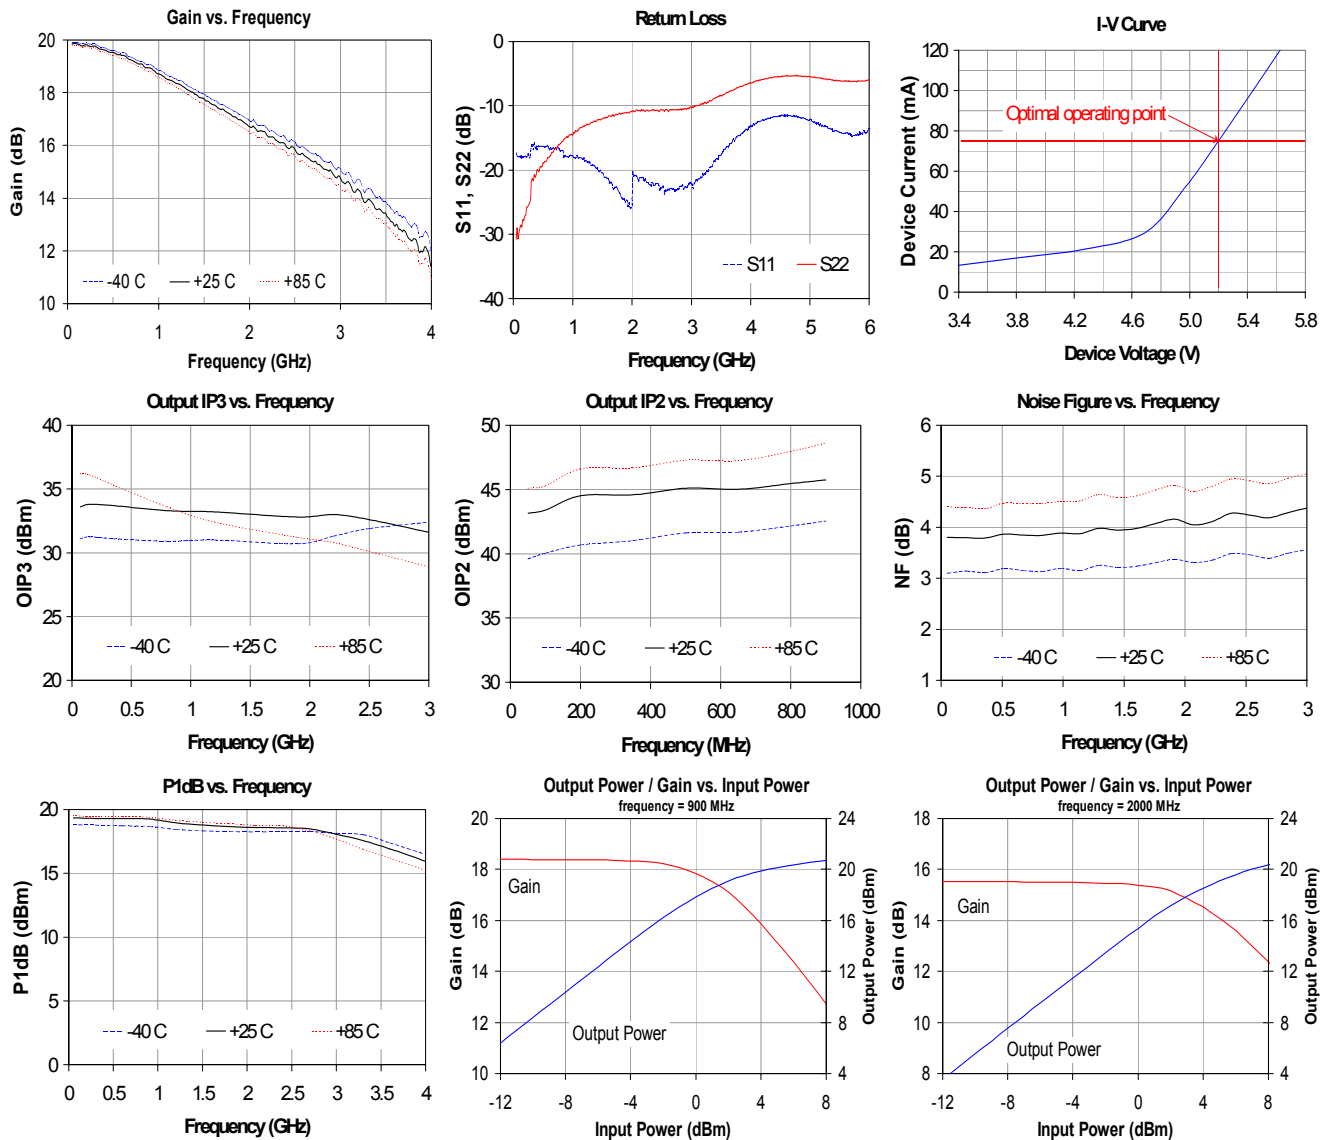 Gain vs. Frequency
20
18
16
14
12
10
Gain (dB)
-40 C +25 C +85 C
0 1 2 3 4
Frequency (GHz)
Return Loss
0
-10
-20
-30
-40
S11, S22 (dB)
S11 S22
0 1 2 3 4 5 6
Frequency (GHz)
I-V Curve
120
100
80
60
40
20
0
Device Current (mA)
Optimal operating point
3.4 3.8 4.2 4.6 5.0 5.4 5.8
Device Voltage (V)
Output IP3 vs. Frequency
40
35
30
25
20
OIP3 (dBm)
-40 C +25 C +85 C
0 0.5 1 1.5 2 2.5 3
Frequency (GHz)
Output IP2 vs. Frequency
50
45
40
35
30
OIP2 (dBm)
-40 C +25 C +85 C
0 200 400 600 800 1000
Frequency (MHz)
Noise Figure vs. Frequency
6
5
4
3
2
1
NF (dB)
-40 C +25 C +85 C
0 0.5 1 1.5 2 2.5 3
Frequency (GHz)
P1dB vs. Frequency
20
15
10
5
0
P1dB (dBm)
-40 C +25 C +85 C
0 0.5 1 1.5 2 2.5 3 3.5 4
Frequency (GHz)
Output Power / Gain vs. Input Power
frequency = 900 MHz
20
18
16
14
12
10
Gain (dB)
Gain
Output Power
24
20
16
12
8
4
Output Power (dBm)
-12 -8 -4 0 4 8
Input Power (dBm)
Output Power / Gain vs. Input Power
frequency = 2000 MHz
18
16
14
12
10
8
Gain (dB)
Gain
Output Power
24
20
16
12
8
4
Output Power (dBm)
-12 -8 -4 0 4 8
Input Power (dBm)